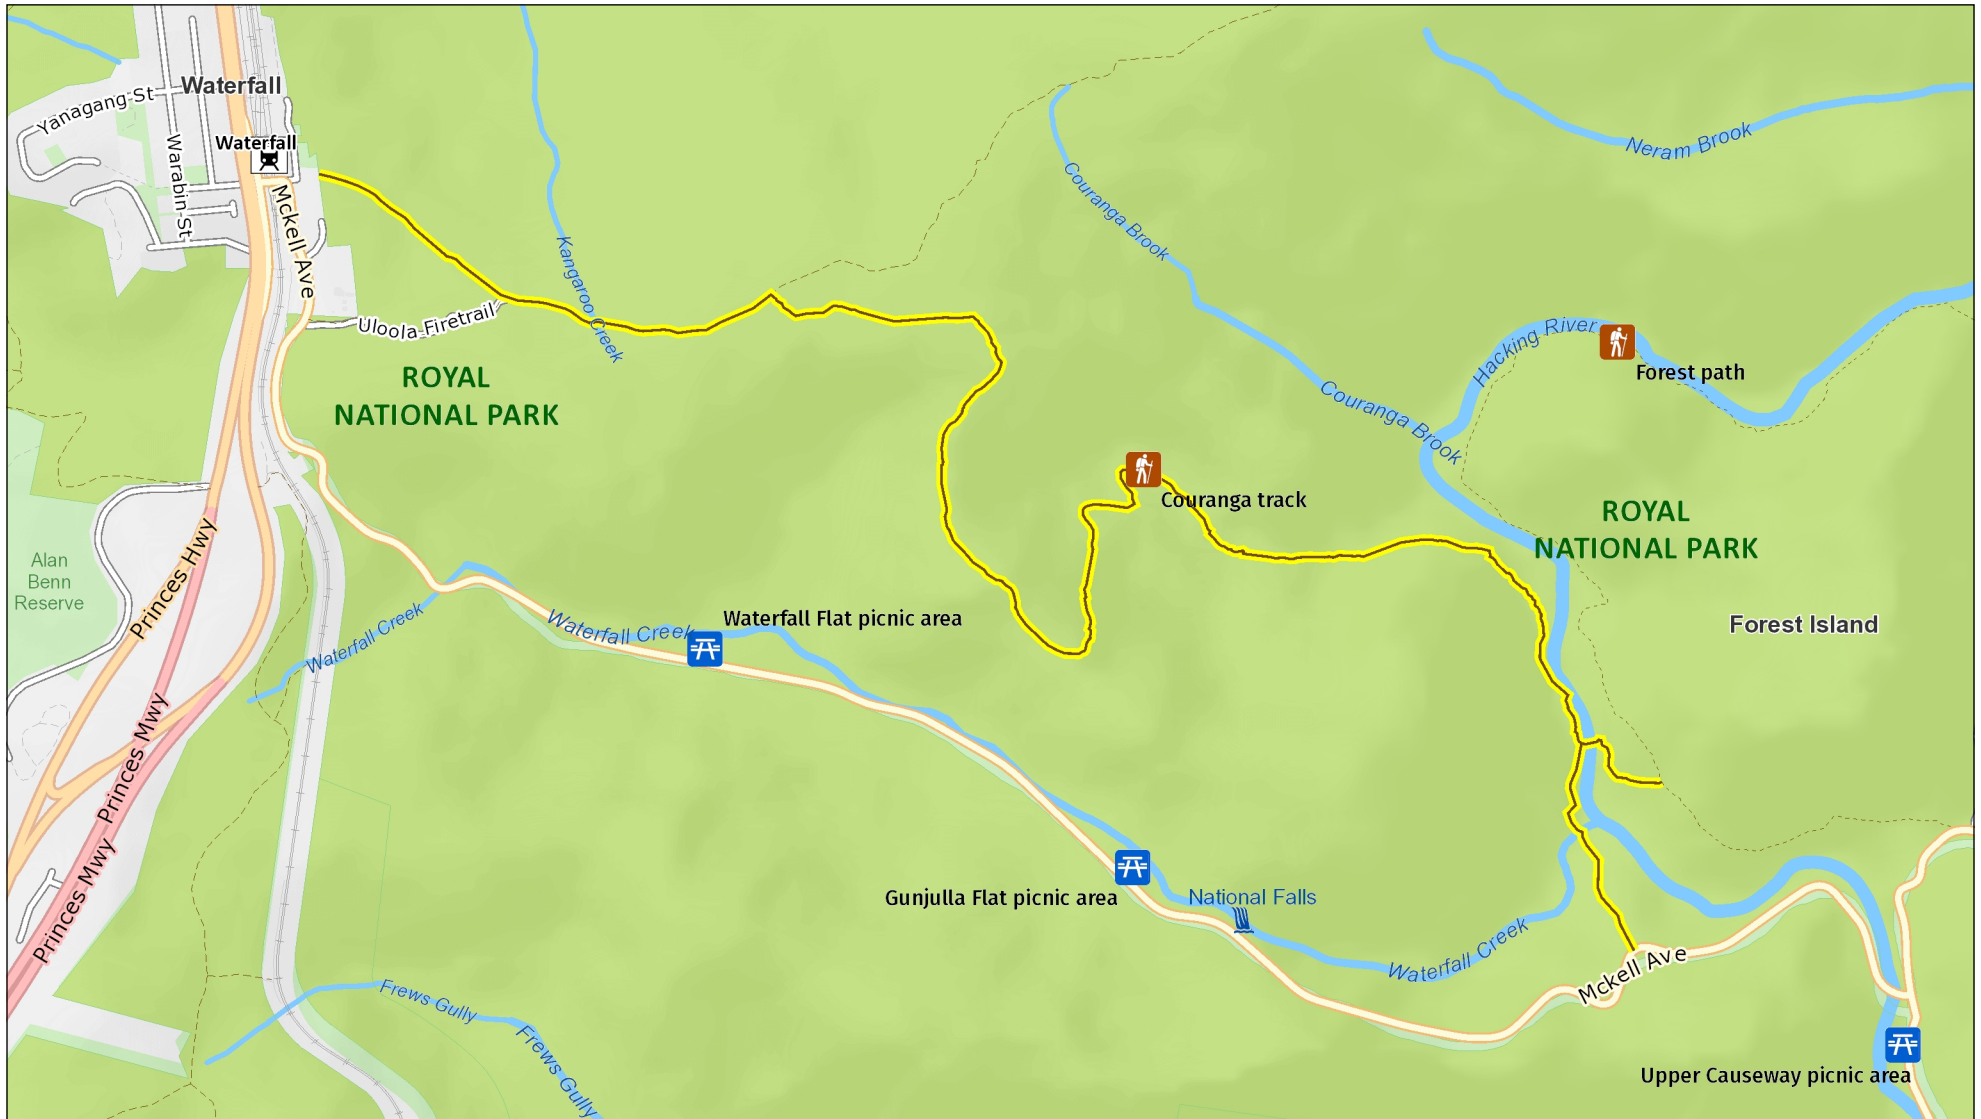 Waterfall
Yanagang St
Waterfall
Warabin St
Mckell Ave
Kangaroo Creek
Uloola Firetrail
ROYAL
NATIONAL PARK
Couranga Brook
Neram Brook
Hacking River
Forest path
Couranga Brook
Couranga track
ROYAL
NATIONAL PARK
Forest Island
Alan
Benn
Reserve
Princes Hwy
Waterfall Creek
Waterfall Creek
Waterfall Flat picnic area
Princes Mwy
Princes Mwy
Gunjulla Flat picnic area
National Falls
Waterfall Creek
Mckell Ave
Frews Gully
Frews Gully
Upper Causeway picnic area